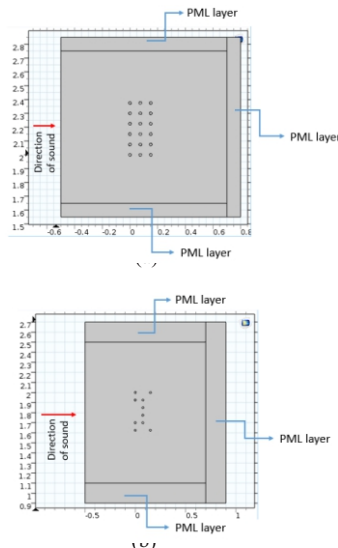 PML layer
2.8
2.7
2.6
2.5
2.4
2.3
2.2
2.1
2
1.9
1.8
1.7
1.6
1.5
Direction
of sound
PML layer
-0.6 -0.4 -0.2 0 0.2 0.4 0.6 0.8
PML layer
PML layer
2.7
2.6
2.5
2.4
2.3
2.2
2.1
2
1.9
1.8
1.7
1.6
1.5
1.4
1.3
1.2
1.1
1
0.9
Direction
of sound
PML layer
-0.5 0 0.5 1
PML layer